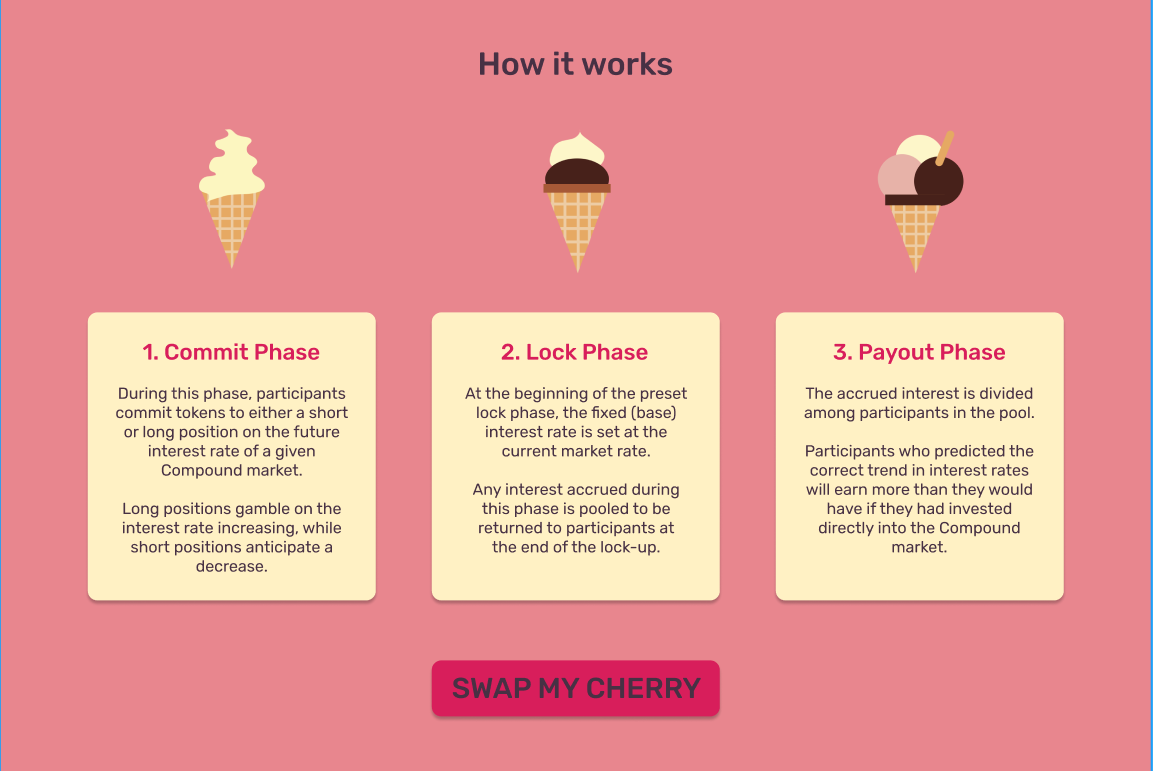 How it works
1. Commit Phase
During this phase, participants
commit tokens to either a short
or long position on the future
interest rate of a given
Compound market.
Long positions gamble on the
interest rate increasing, while
short positions anticipate a
decrease.
2. Lock Phase
At the beginning of the preset
lock phase, the fixed (base)
interest rate is set at the
current market rate.
Any interest accrued during
this phase is pooled to be
returned to participants at
the end of the lock-up.
3. Payout Phase
The accrued interest is divided
among participants in the pool.
Participants who predicted the
correct trend in interest rates
will earn more than they would
have if they had invested
directly into the Compound
market.
SWAP MY CHERRY